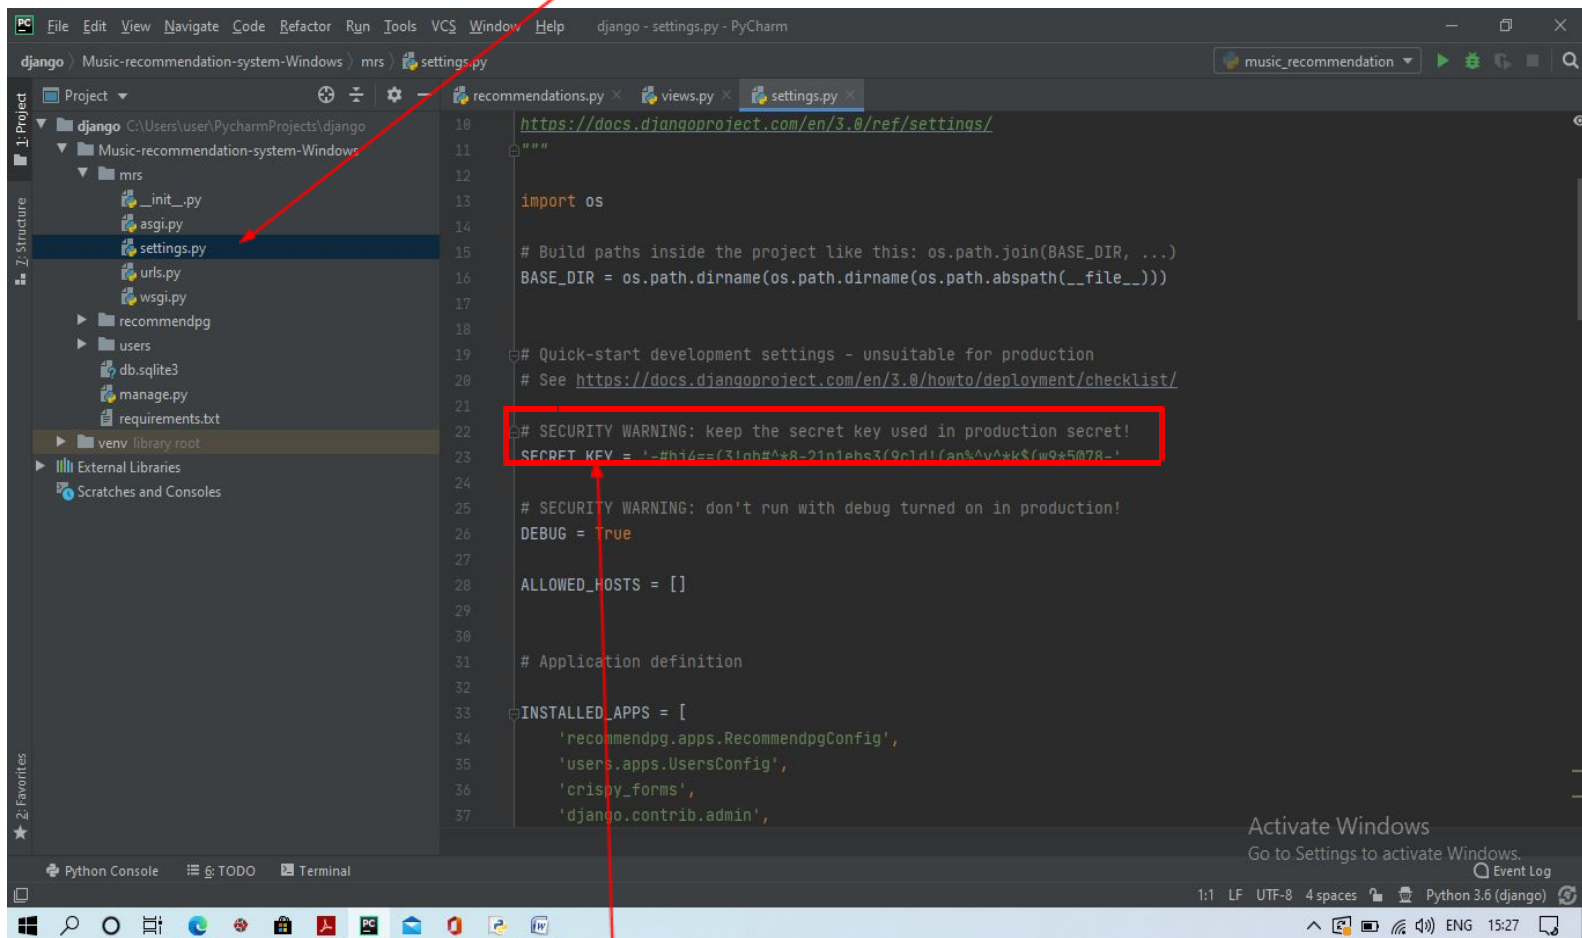 File Edit View Navigate Code Refactor Run Tools VCS Window Help django - settings.py - PyCharm
django Music-recommendation-system-Windows mrs settings.py music_recommendation
Project recommendations.py views.py settings.py
1: Project
7: Structure
2: Favorites
django C:\Users\user\PycharmProjects\django
Music-recommendation-system-Windows
mrs
__init__.py
asgi.py
settings.py
urls.py
wsgi.py
recommendpg
users
db.sqlite3
manage.py
requirements.txt
venv library root
External Libraries
Scratches and Consoles
10 https://docs.djangoproject.com/en/3.0/ref/settings/
11 """
12
13 import os
14
15 # Build paths inside the project like this: os.path.join(BASE_DIR, ...)
16 BASE_DIR = os.path.dirname(os.path.dirname(os.path.abspath(__file__)))
17
18
19 # Quick-start development settings - unsuitable for production
20 # See https://docs.djangoproject.com/en/3.0/howto/deployment/checklist/
21
22 # SECURITY WARNING: keep the secret key used in production secret!
23 SECRET_KEY =
24
25 # SECURITY WARNING: don't run with debug turned on in production!
26 DEBUG = True
27
28 ALLOWED_HOSTS = []
29
30
31 # Application definition
32
33 INSTALLED_APPS = [
34 'recommendpg.apps.RecommendpgConfig',
35 'users.apps.UsersConfig',
36 'crispy_forms',
37 'django.contrib.admin',
Activate Windows
Go to Settings to activate Windows.
Python Console 6: TODO Terminal Event Log
1:1 LF UTF-8 4 spaces Python 3.6 (django)
ENG 15:27